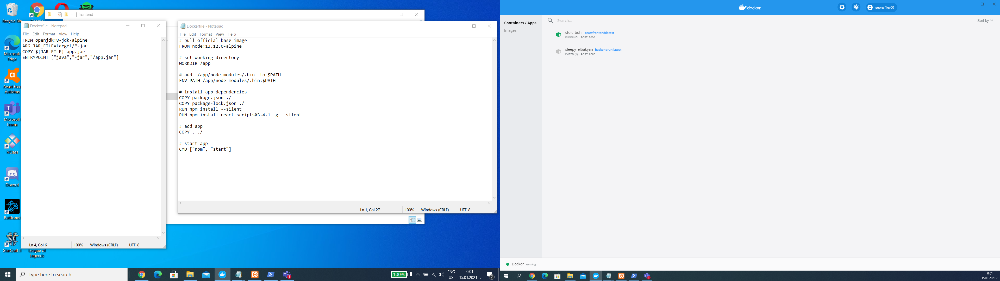 Recycle Bin
Google
Microsoft
Edge
Avast Free
Antivirus
Microsoft
Teams
NClass
Discord
Battle.net
StarCraft II
League of
Legends
frontend
Dockerfile - Notepad
File Edit Format View Help
FROM openjdk:8-jdk-alpine
ARG JAR_FILE=target/*.jar
COPY ${JAR_FILE} app.jar
ENTRYPOINT ["java","-jar","/app.jar"]
Ln 4, Col 6 100% Windows (CRLF) UTF-8
Dockerfile - Notepad
File Edit Format View Help
# pull official base image
FROM node:13.12.0-alpine
# set working directory
WORKDIR /app
# add `/app/node_modules/.bin` to $PATH
ENV PATH /app/node_modules/.bin:$PATH
# install app dependencies
COPY package.json ./
COPY package-lock.json ./
RUN npm install --silent
RUN npm install react-scripts@3.4.1 -g --silent
# add app
COPY . ./
# start app
CMD ["npm", "start"]
Ln 1, Col 27 100% Windows (CRLF) UTF-8
Type here to search
1
100%
ENG
US
0:01
15.01.2021 г.
7
docker
georgifilev00
Containers / Apps
Images
Search...
Sort by
stoic_bohr reactfrontend:latest
RUNNING PORT: 3000
sleepy_elbakyan backendrun:latest
EXITED (1) PORT: 8080
Docker running
1
0:01
15.01.2021 г.